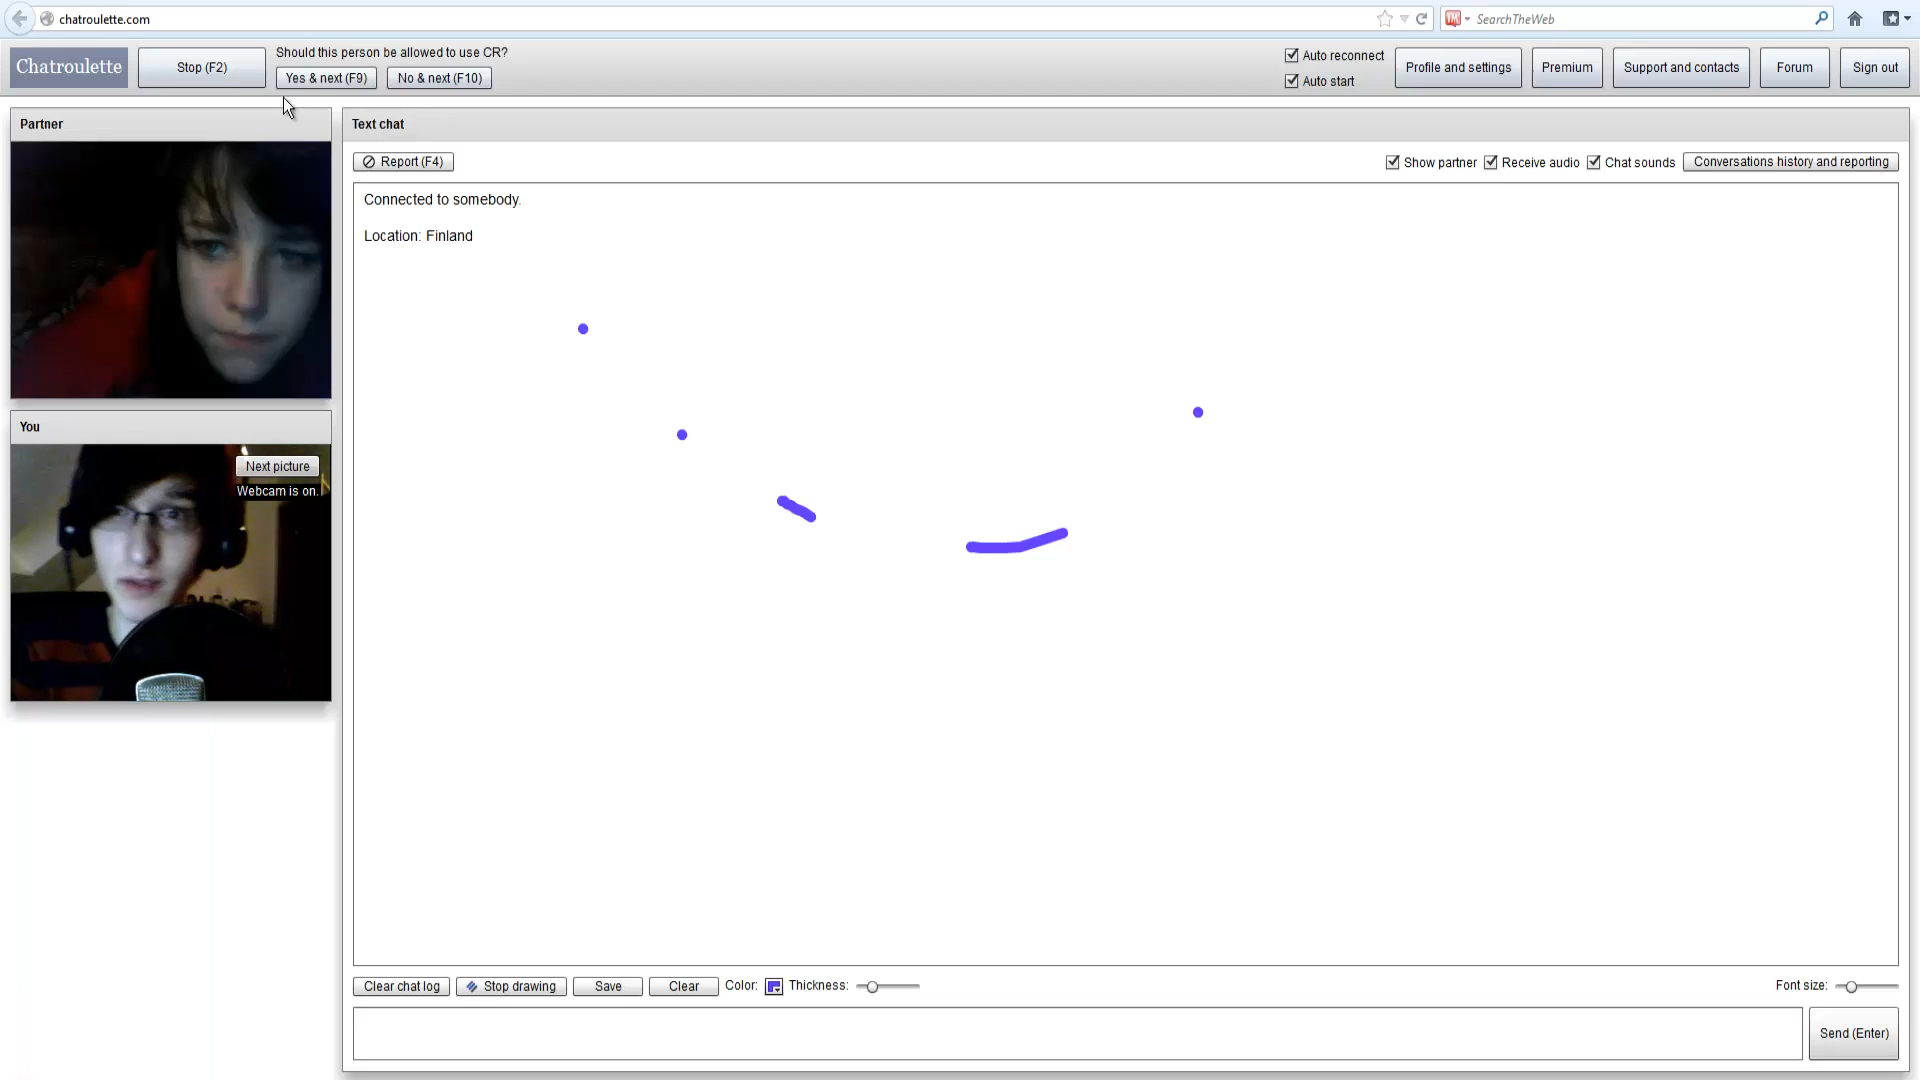 chatroulette.com
SearchTheWeb
Chatroulette
Stop (F2)
Should this person be allowed to use CR?
Yes & next (F9)
No & next (F10)
Auto reconnect
Auto start
Profile and settings
Premium
Support and contacts
Forum
Sign out
Partner
You
Next picture
Webcam is on.
Text chat
Report (F4)
Show partner
Receive audio
Chat sounds
Conversations history and reporting
Connected to somebody.
Location: Finland
Clear chat log
Stop drawing
Save
Clear
Color:
Thickness:
Font size:
Send (Enter)